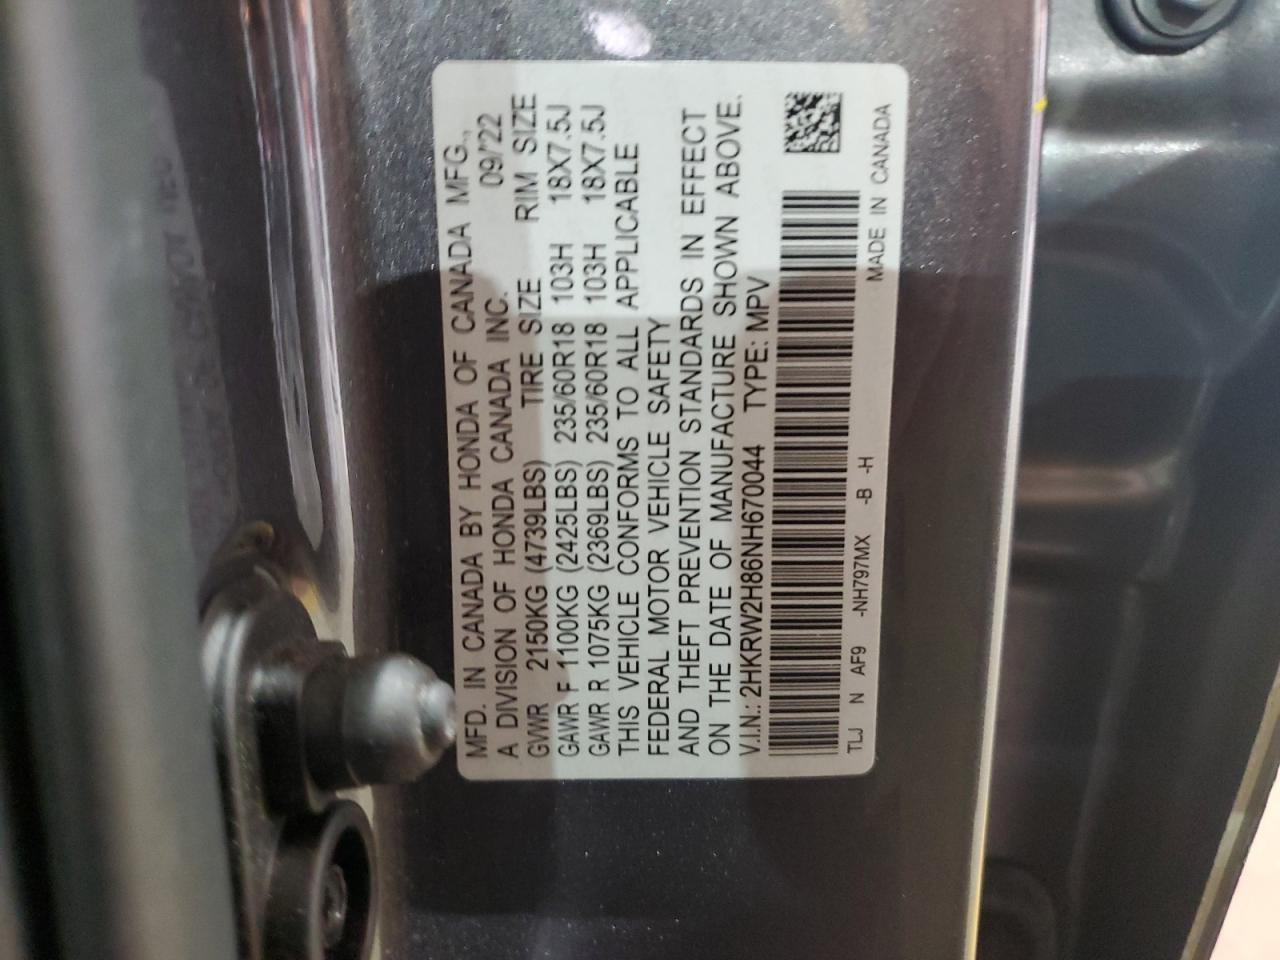 MFD. IN CANADA BY HONDA OF CANADA MFG.,
A DIVISION OF HONDA CANADA INC. 09/'22
GVWR 2150KG (4739LBS) TIRE SIZE RIM SIZE
GAWR F 1100KG (2425LBS) 235/60R18 103H 18X7.5J
GAWR R 1075KG (2369LBS) 235/60R18 103H 18X7.5J
THIS VEHICLE CONFORMS TO ALL APPLICABLE
FEDERAL MOTOR VEHICLE SAFETY
AND THEFT PREVENTION STANDARDS IN EFFECT
ON THE DATE OF MANUFACTURE SHOWN ABOVE.
V.I.N.: 2HKRW2H86NH670044 TYPE: MPV
TLJ N AF9 -NH797MX -B -H
MADE IN CANADA